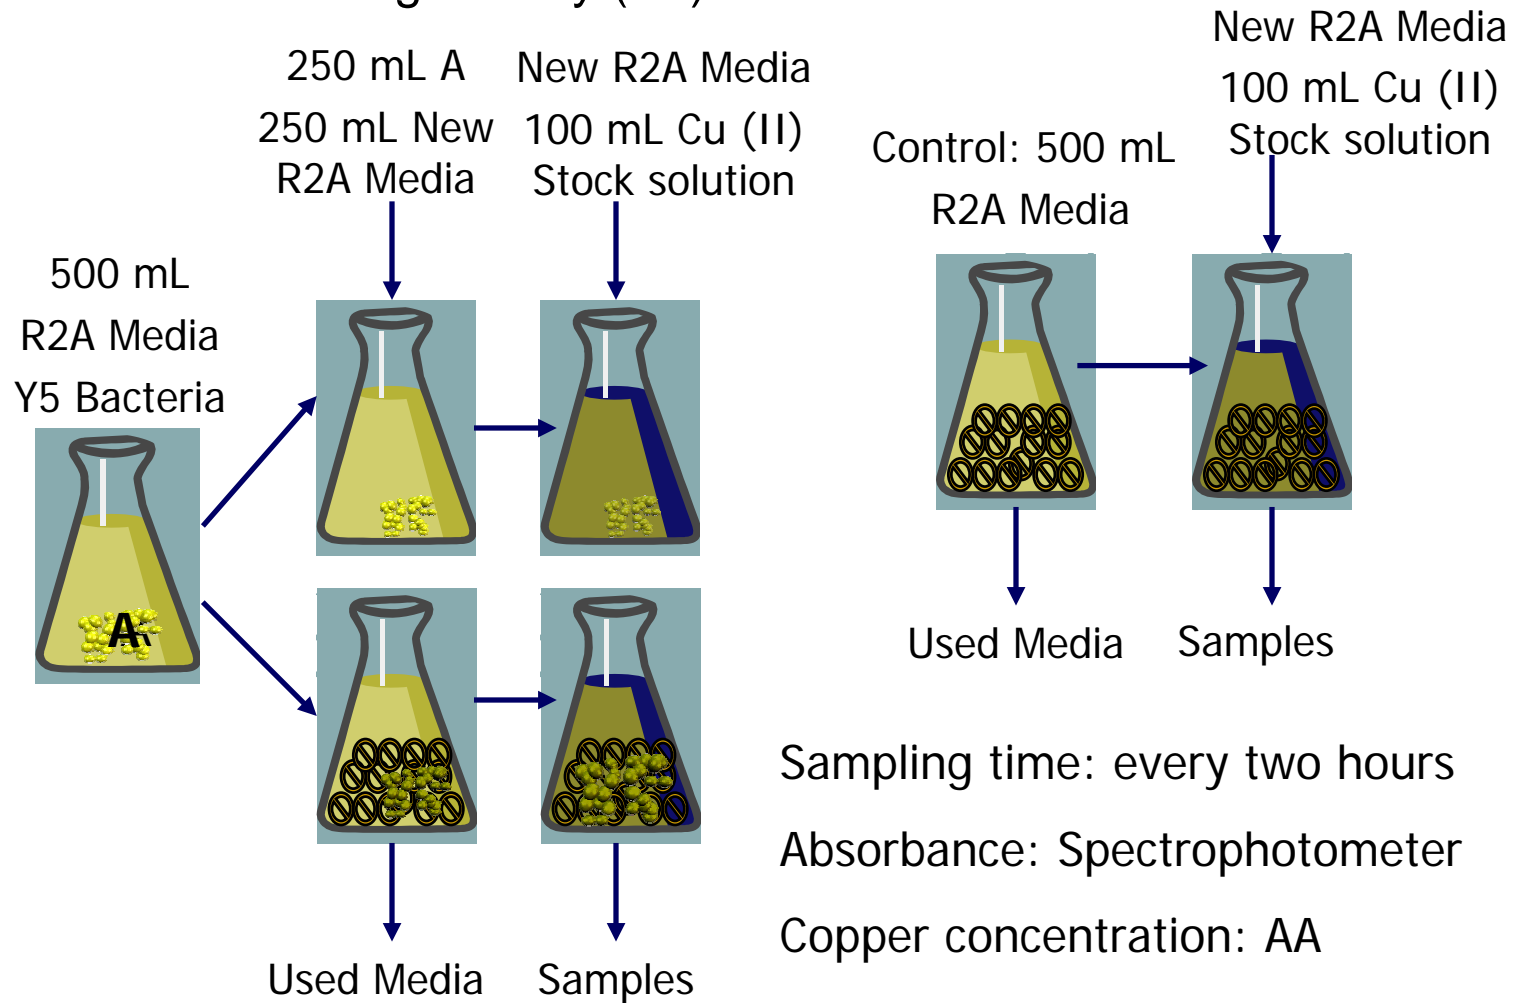 250 mL A
250 mL New
R2A Media
New R2A Media
100 mL Cu (II)
Stock solution
500 mL
R2A Media
Y5 Bacteria
A
Used Media
Samples
Control: 500 mL
R2A Media
New R2A Media
100 mL Cu (II)
Stock solution
Used Media
Samples
Sampling time: every two hours
Absorbance: Spectrophotometer
Copper concentration: AA